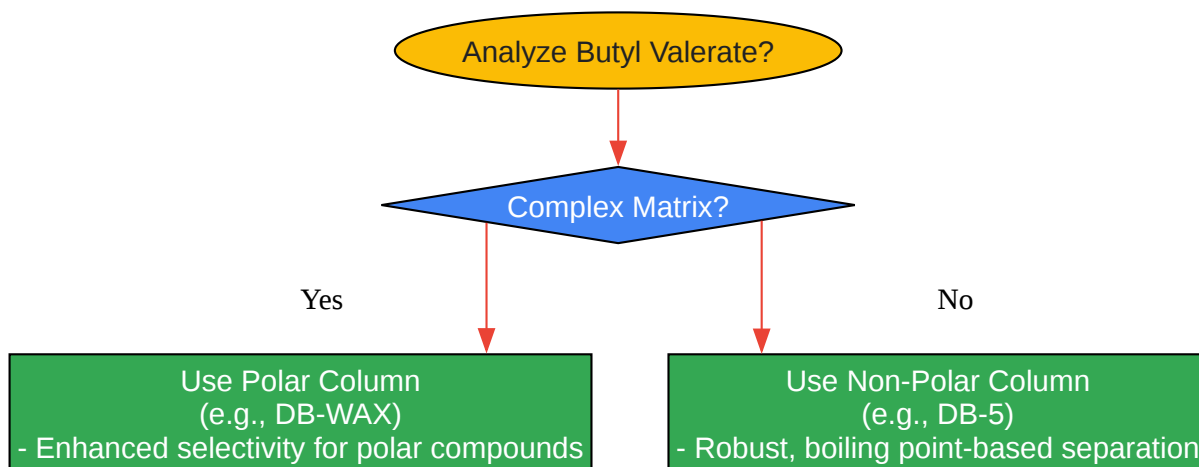 Analyze Butyl Valerate?
Complex Matrix?
Yes
No
Use Polar Column
(e.g., DB-WAX)
- Enhanced selectivity for polar compounds
Use Non-Polar Column
(e.g., DB-5)
- Robust, boiling point-based separation